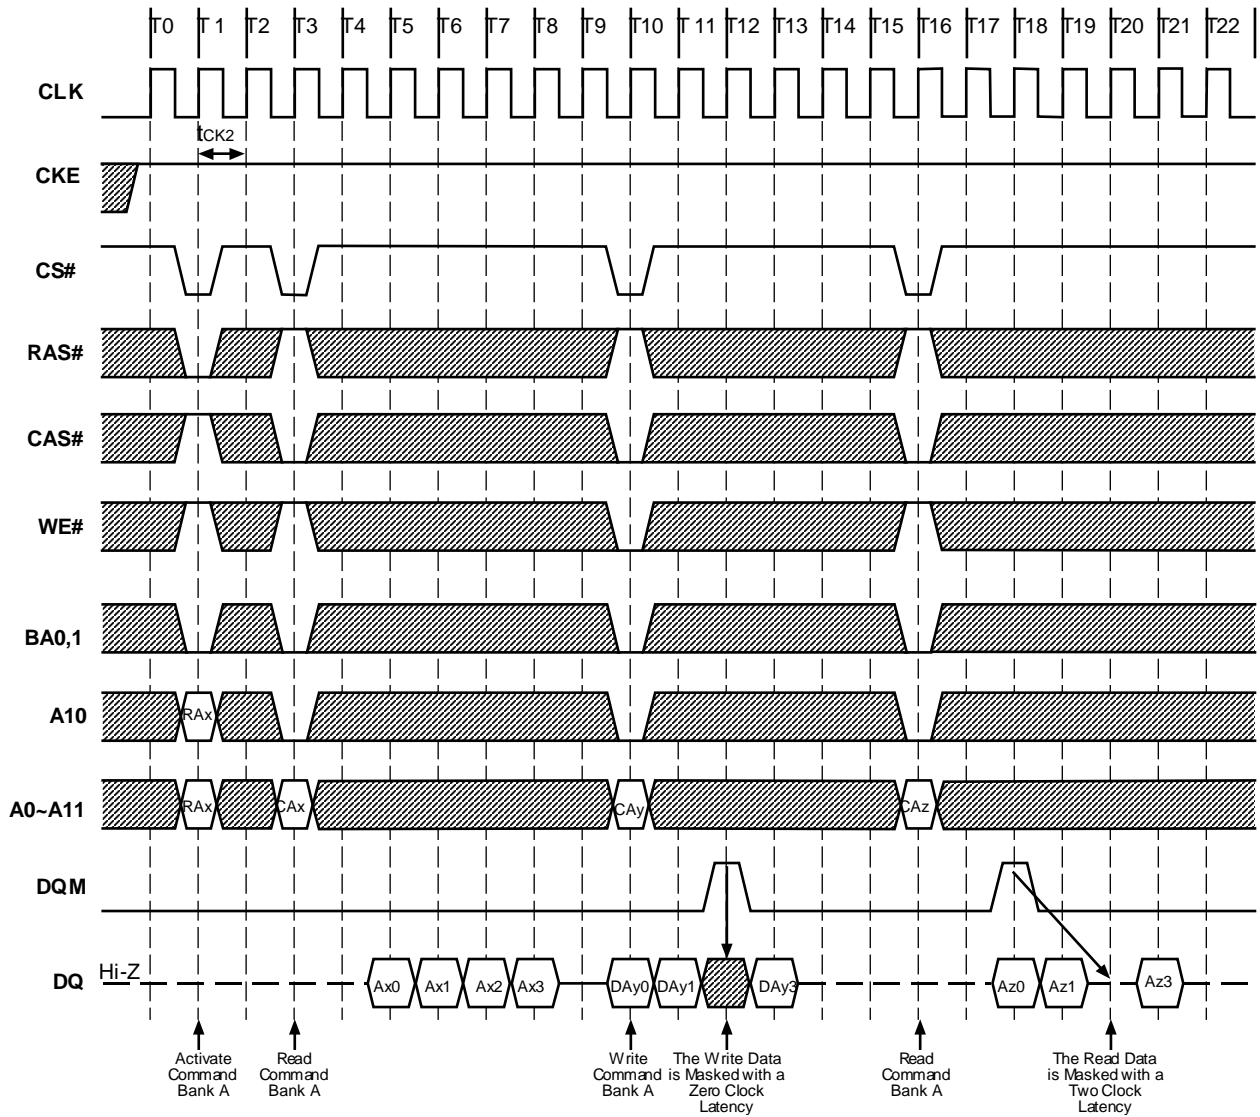 T0 T 1 T2 T3 T4 T5 T6 T7 T8 T9 T10 T 11 T12 T13 T14 T15 T16 T17 T18 T19 T20 T21 T22
CLK
tCK2
CKE
CS#
RAS#
CAS#
WE#
BA0,1
A10
RAx
A0~A11
RAx CAx CAy CAz
DQM
DQ
Hi-Z
Ax0 Ax1 Ax2 Ax3 DAy0 DAy1 DAy3 Az0 Az1 Az3
Activate
Command
Bank A
Read
Command
Bank A
Write
Command
Bank A
The Write Data
is Masked with a
Zero Clock
Latency
Read
Command
Bank A
The Read Data
is Masked with a
Two Clock
Latency